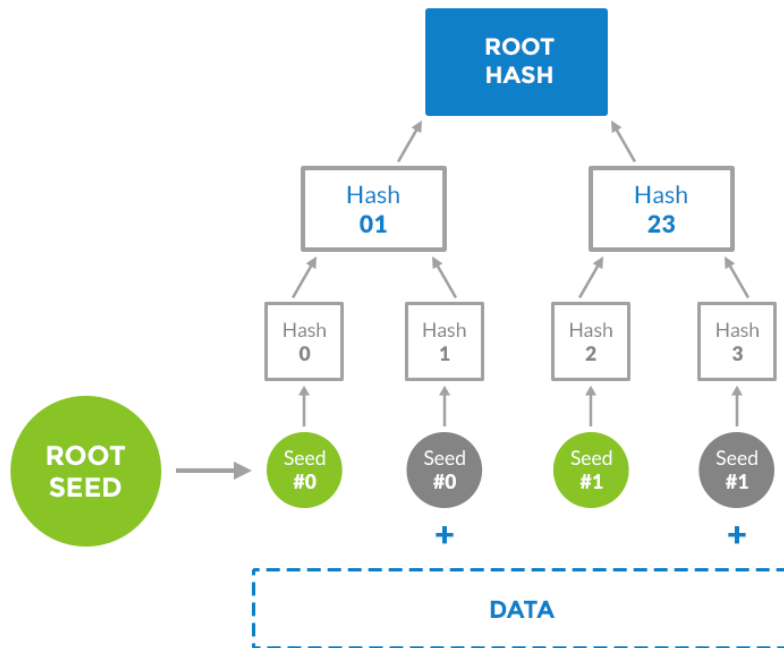 ROOT
HASH
Hash
01
Hash
23
Hash
0
Hash
1
Hash
2
Hash
3
ROOT
SEED
Seed
#0
Seed
#0
Seed
#1
Seed
#1
+
+
DATA